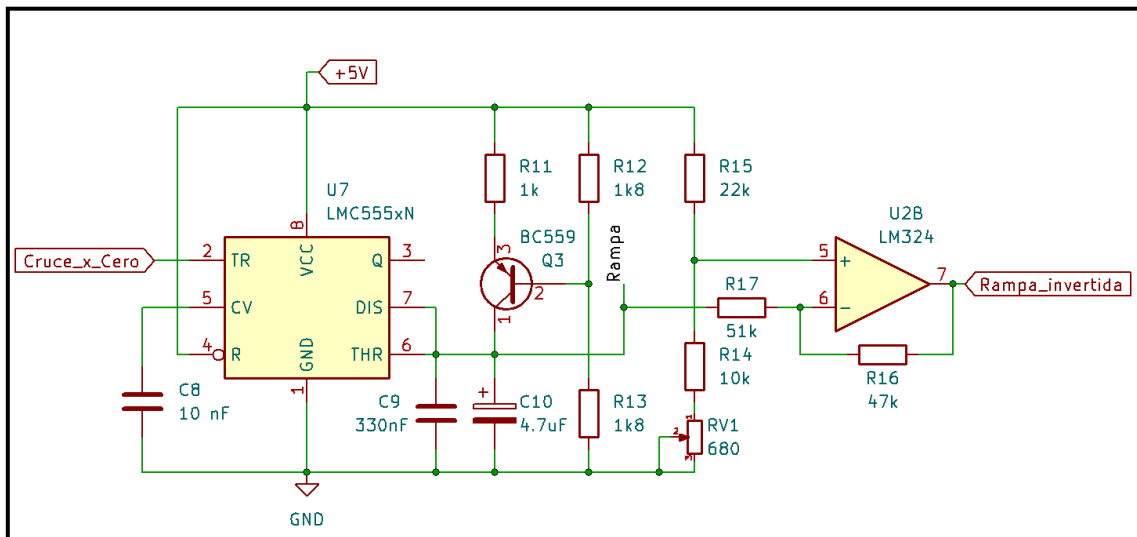 +5V
R11
1k
R12
1k8
R15
22k
U7
LMC555xN
U2B
LM324
BC559
Q3
Rampa
Cruce_x_Cero
2
TR
8
VCC
Q
3
5
CV
DIS
7
4
R
GND
THR
6
1
3
2
1
5
+
7
6
−
Rampa_invertida
R17
51k
R14
10k
R16
47k
C8
10 nF
C9
330nF
+
C10
4.7uF
R13
1k8
1
2
3
RV1
680
GND